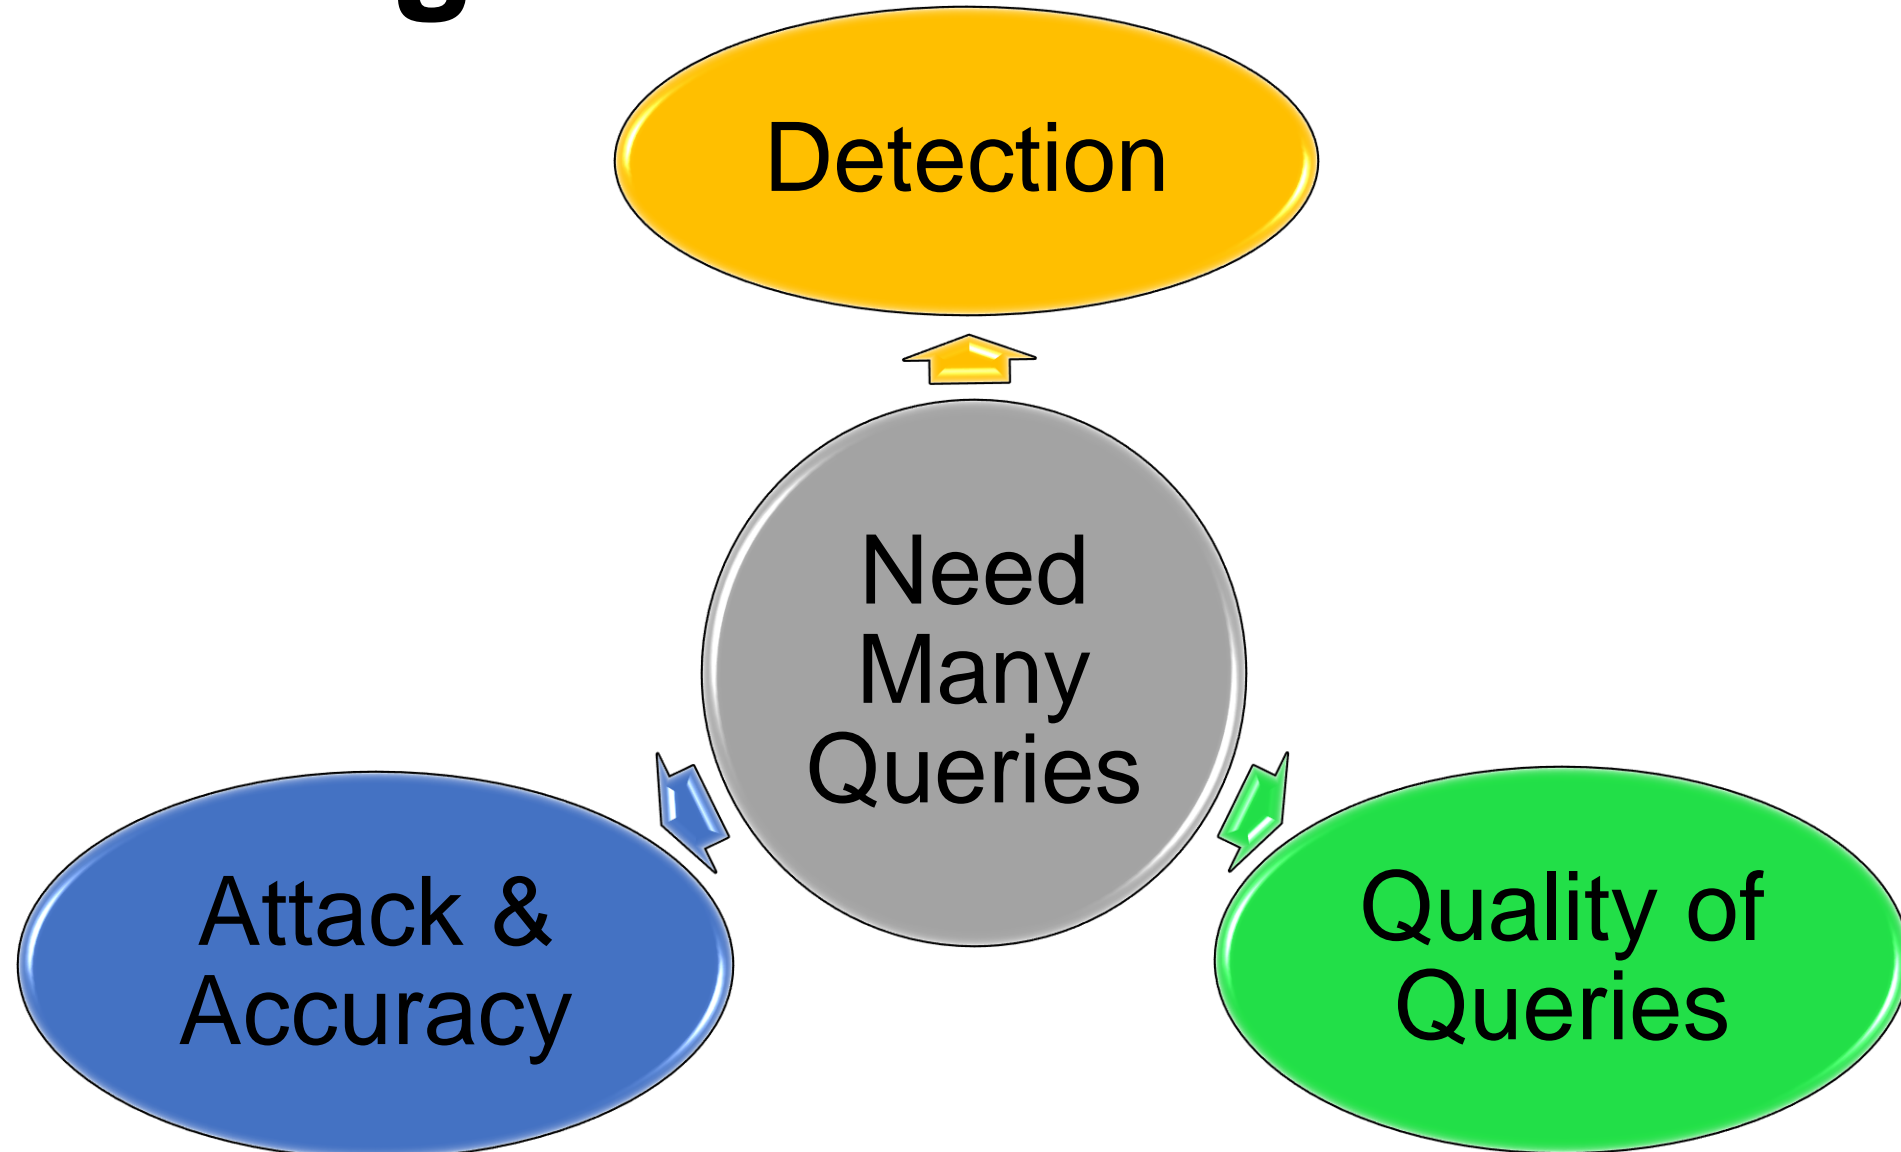 Detection
Need
Many
Queries
Attack &
Accuracy
Quality of
Queries